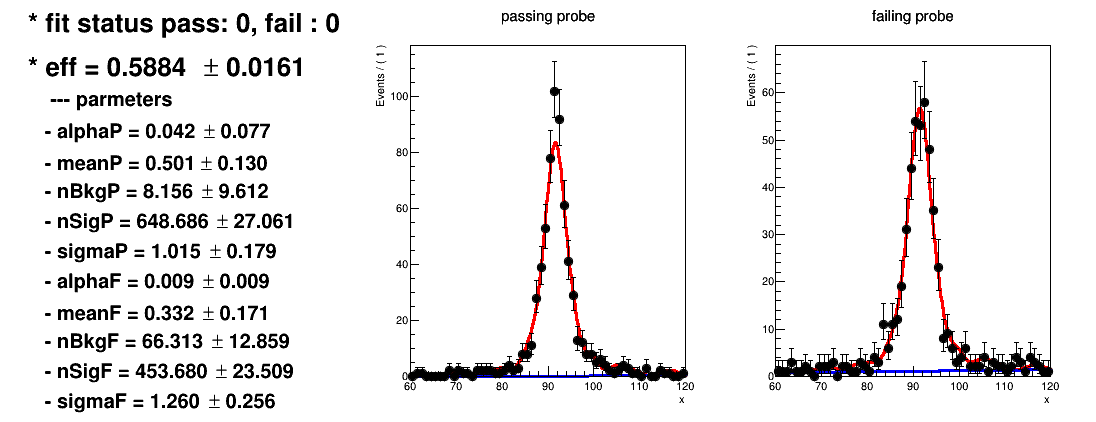 * fit status pass: 0, fail : 0
* eff = 0.5884 ± 0.0161
--- parmeters
- alphaP = 0.042 ± 0.077
- meanP = 0.501 ± 0.130
- nBkgP = 8.156 ± 9.612
- nSigP = 648.686 ± 27.061
- sigmaP = 1.015 ± 0.179
- alphaF = 0.009 ± 0.009
- meanF = 0.332 ± 0.171
- nBkgF = 66.313 ± 12.859
- nSigF = 453.680 ± 23.509
- sigmaF = 1.260 ± 0.256
passing probe
Events / ( 1 )
100
80
60
40
20
0
60 70 80 90 100 110 120
x
failing probe
Events / ( 1 )
60
50
40
30
20
10
0
60 70 80 90 100 110 120
x